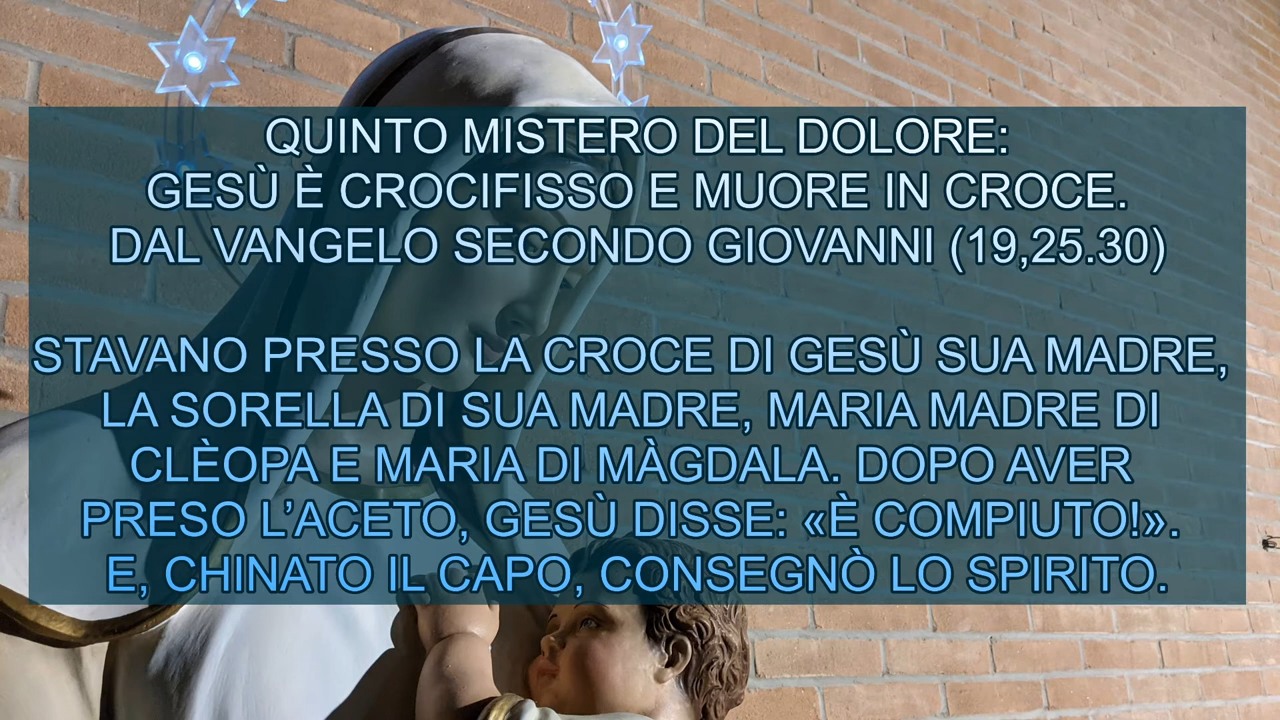 QUINTO MISTERO DEL DOLORE:
GESÙ È CROCIFISSO E MUORE IN CROCE.
DAL VANGELO SECONDO GIOVANNI (19,25.30)
STAVANO PRESSO LA CROCE DI GESÙ SUA MADRE,
LA SORELLA DI SUA MADRE, MARIA MADRE DI
CLÈOPA E MARIA DI MÀGDALA. DOPO AVER
PRESO L’ACETO, GESÙ DISSE: «È COMPIUTO!».
E, CHINATO IL CAPO, CONSEGNÒ LO SPIRITO.